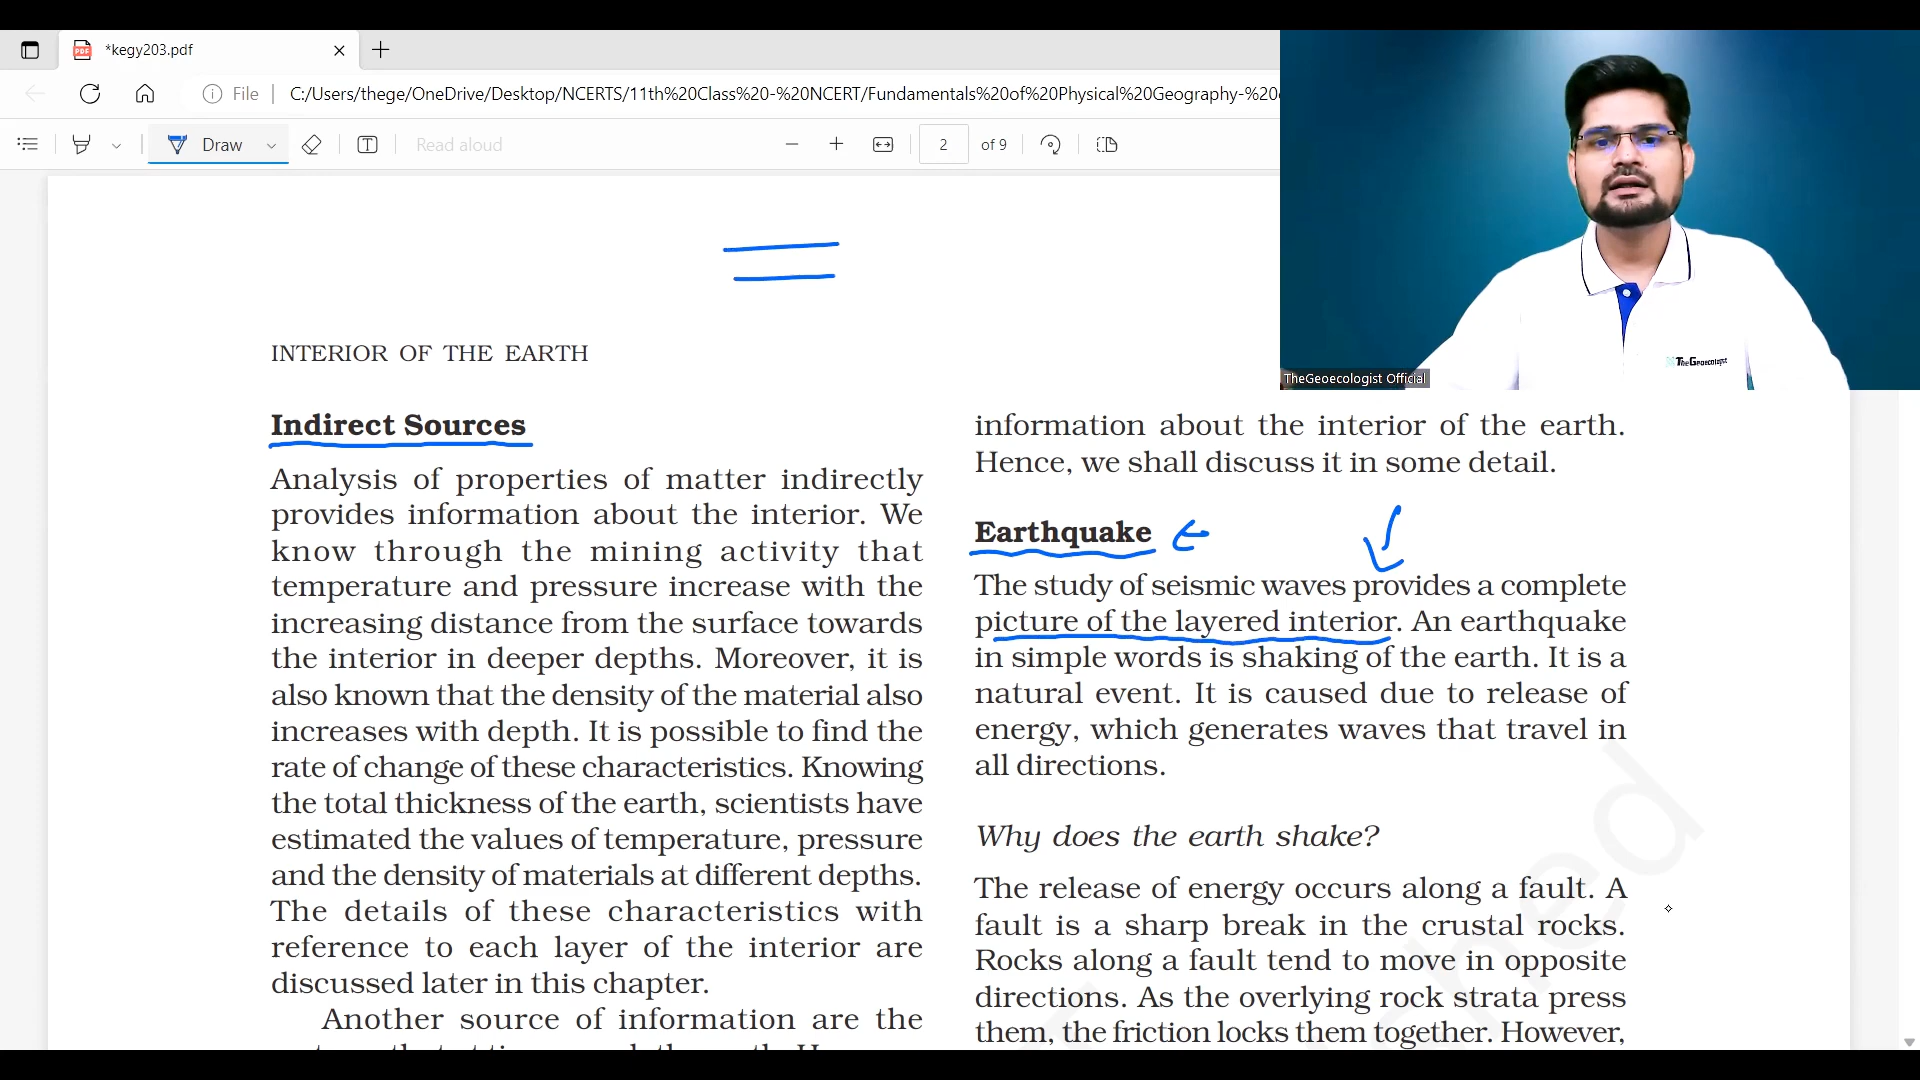 *kegy203.pdf
File
C:/Users/thege/OneDrive/Desktop/NCERTS/11th%20Class%20-%20NCERT/Fundamentals%20of%20Physical%20Geography-%20
Draw
Read aloud
2
of 9
TheGeoecologist
TheGeoecologist Official
INTERIOR OF THE EARTH
Indirect Sources
Analysis of properties of matter indirectly
provides information about the interior. We
know through the mining activity that
temperature and pressure increase with the
increasing distance from the surface towards
the interior in deeper depths. Moreover, it is
also known that the density of the material also
increases with depth. It is possible to find the
rate of change of these characteristics. Knowing
the total thickness of the earth, scientists have
estimated the values of temperature, pressure
and the density of materials at different depths.
The details of these characteristics with
reference to each layer of the interior are
discussed later in this chapter.
Another source of information are the
information about the interior of the earth.
Hence, we shall discuss it in some detail.
Earthquake
The study of seismic waves provides a complete
picture of the layered interior. An earthquake
in simple words is shaking of the earth. It is a
natural event. It is caused due to release of
energy, which generates waves that travel in
all directions.
Why does the earth shake?
The release of energy occurs along a fault. A
fault is a sharp break in the crustal rocks.
Rocks along a fault tend to move in opposite
directions. As the overlying rock strata press
them, the friction locks them together. However,